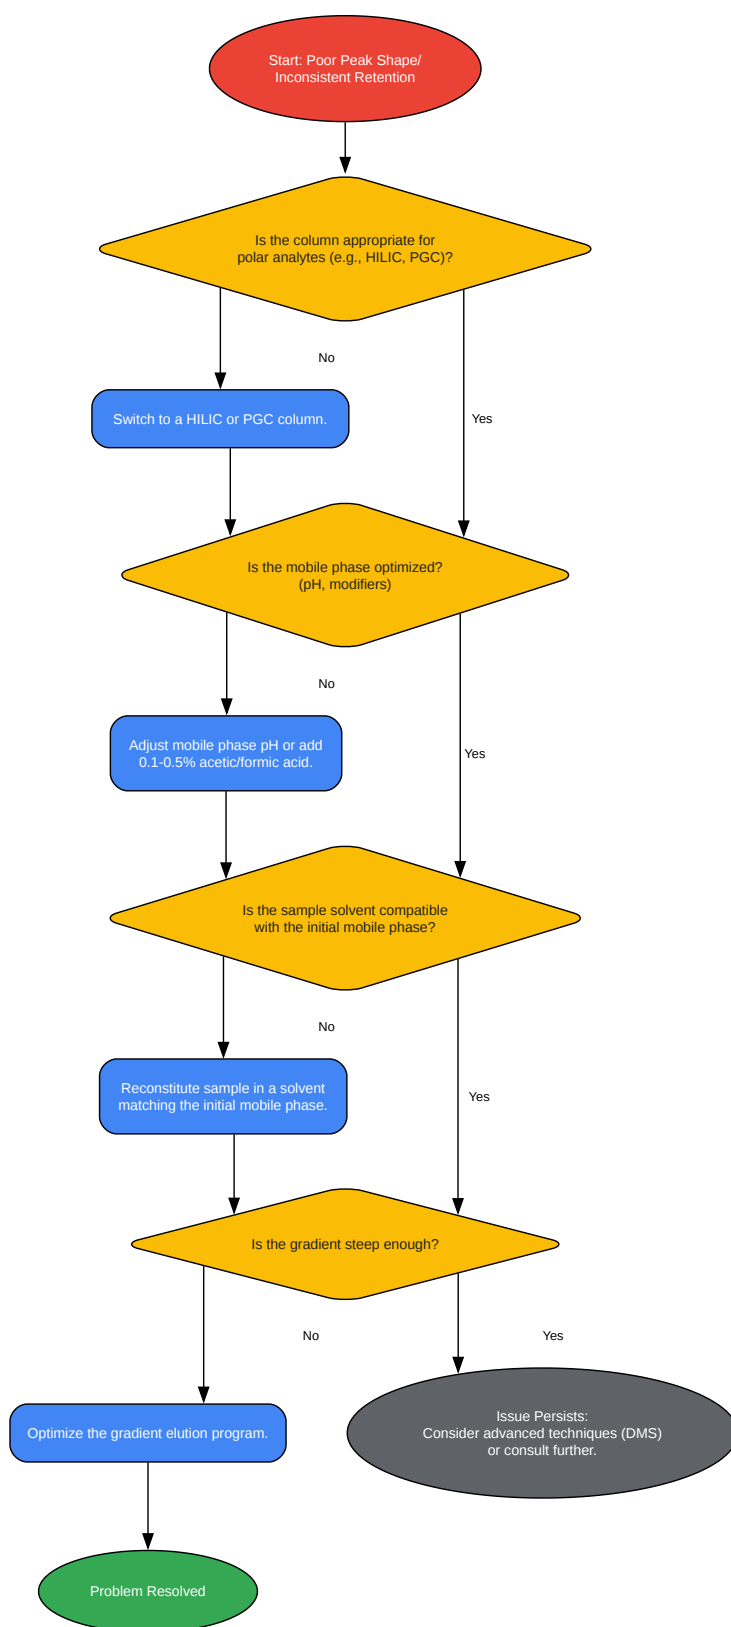 Start: Poor Peak Shape/
Inconsistent Retention
Is the column appropriate for
polar analytes (e.g., HILIC, PGC)?
No
Switch to a HILIC or PGC column.
Yes
Is the mobile phase optimized?
(pH, modifiers)
No
Adjust mobile phase pH or add
0.1-0.5% acetic/formic acid.
Yes
Is the sample solvent compatible
with the initial mobile phase?
No
Reconstitute sample in a solvent
matching the initial mobile phase.
Yes
Is the gradient steep enough?
No
Yes
Optimize the gradient elution program.
Issue Persists:
Consider advanced techniques (DMS)
or consult further.
Problem Resolved